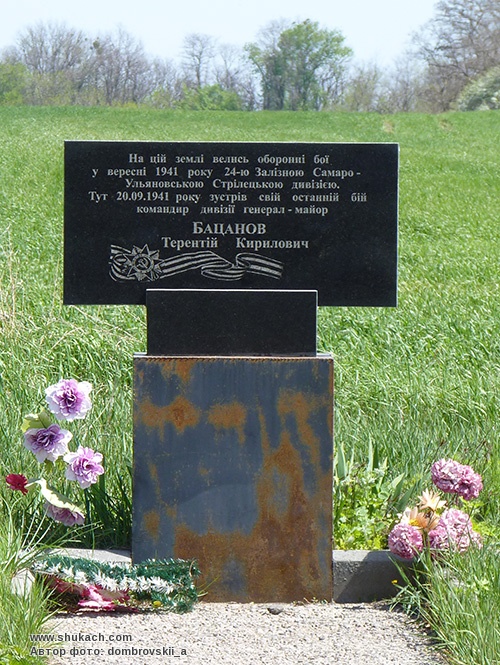 На цій землі велись оборонні бої
у вересні 1941 року 24-ю Залізною Самаро-
Ульяновською Стрілецькою дивізією.
Тут 20.09.1941 року зустрів свій останній бій
командир дивізії генерал-майор
БАЦАНОВ
Терентій Кирилович
www.shukach.com
Автор фото: dombrovskii_a